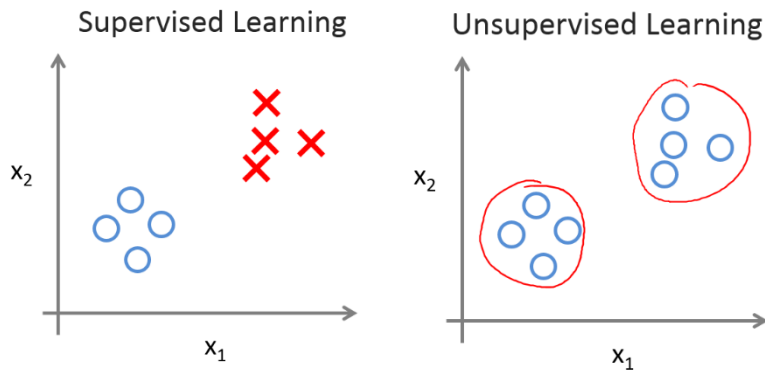 Supervised Learning
x₂
x₁
Unsupervised Learning
x₂
x₁